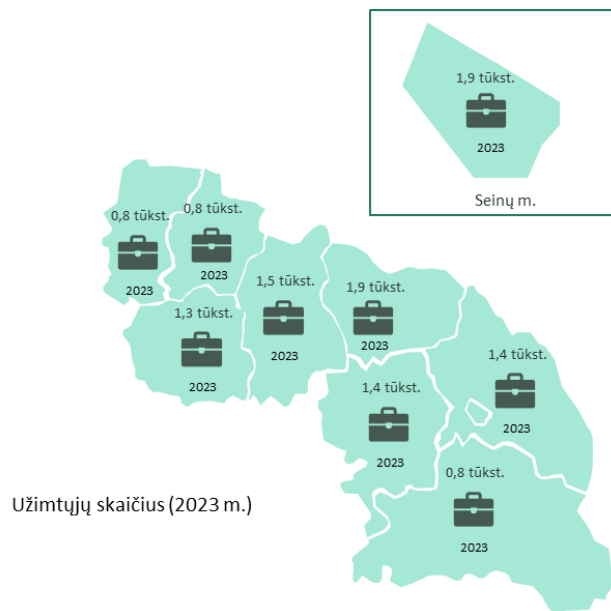 1,9 tūkst.
2023
Seinų m.
0,8 tūkst.
2023
0,8 tūkst.
2023
1,5 tūkst.
2023
1,9 tūkst.
2023
1,3 tūkst.
2023
1,4 tūkst.
2023
1,4 tūkst.
2023
0,8 tūkst.
2023
Užimtųjų skaičius (2023 m.)